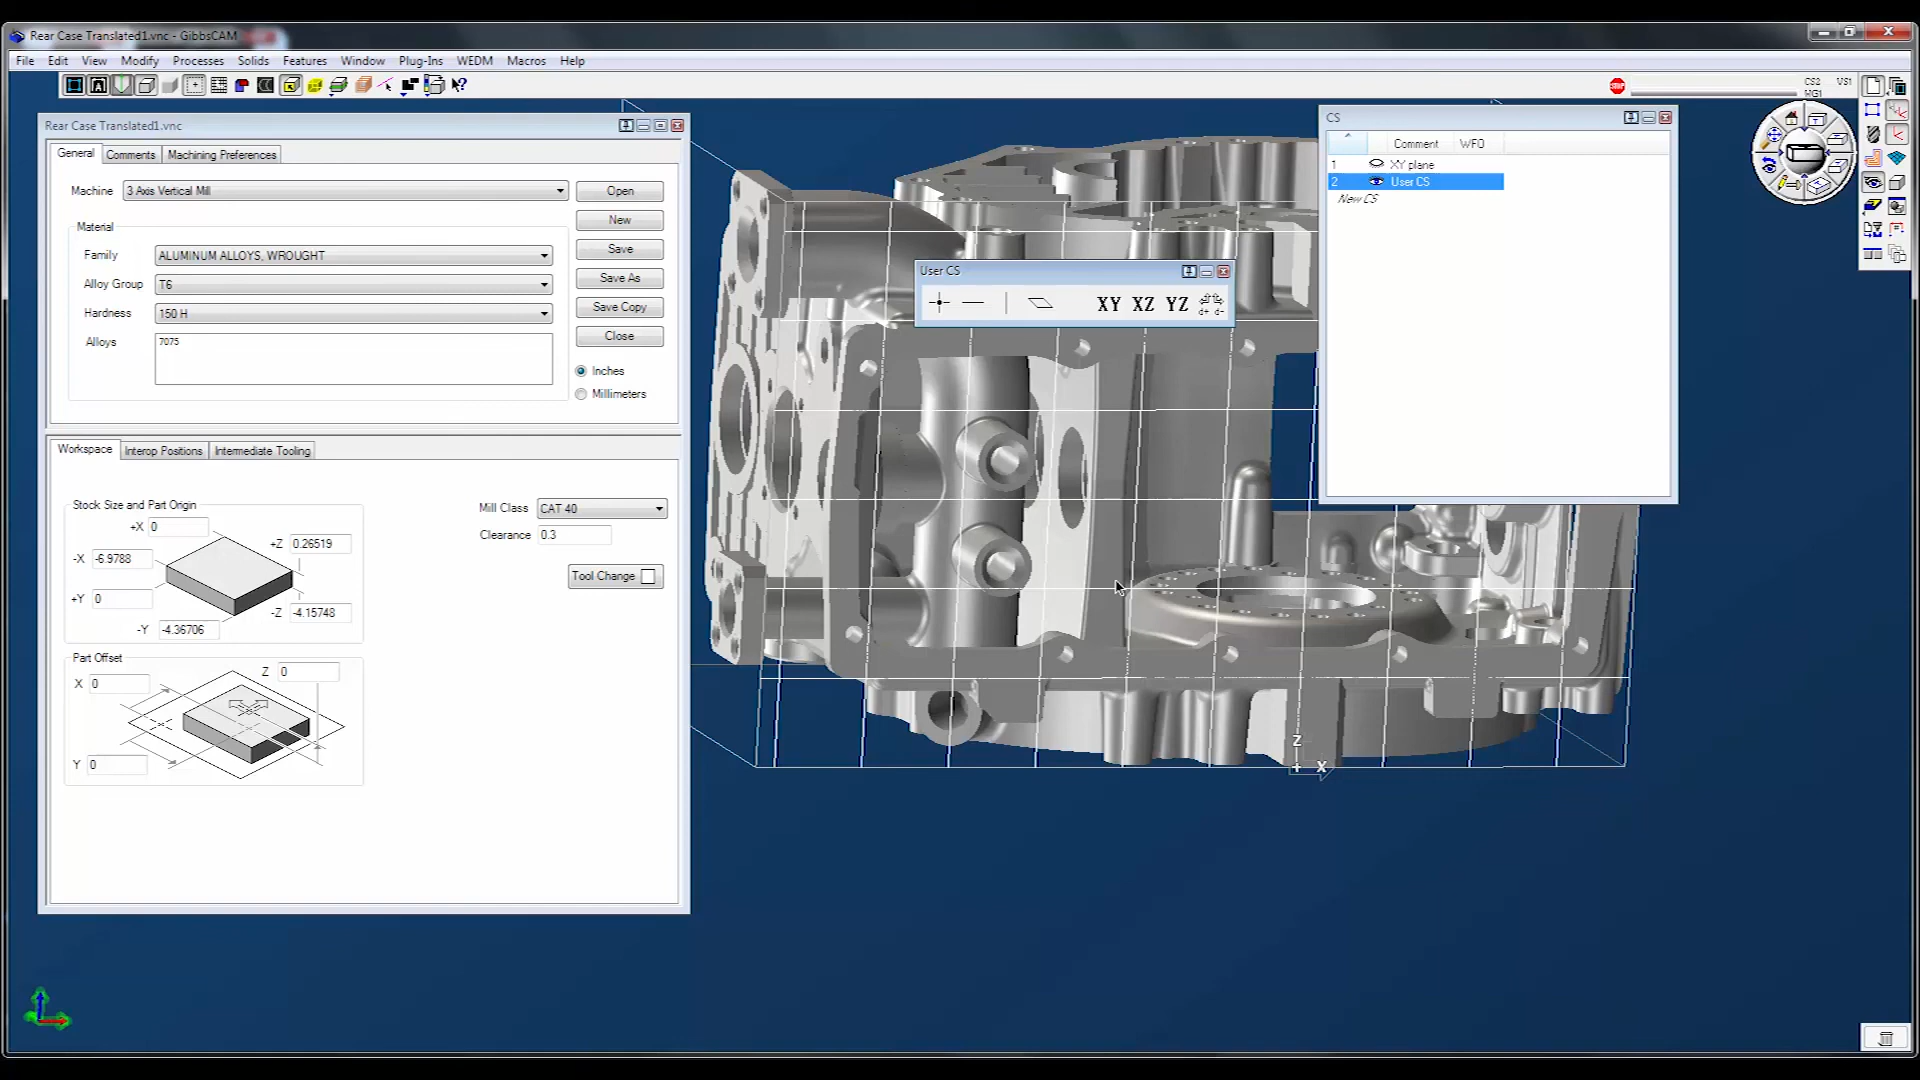 Rear Case Translated1.vnc - GibbsCAM
File Edit View Modify Processes Solids Features Window Plug-Ins WEDM Macros Help
STOP
CS2 VS1
WG1
Rear Case Translated1.vnc
General Comments Machining Preferences
Machine 3 Axis Vertical Mill Open
New
Material
Family ALUMINUM ALLOYS, WROUGHT Save
Alloy Group T6 Save As
Hardness 150 H Save Copy
Alloys 7075 Close
Inches
Millimeters
Workspace Interop Positions Intermediate Tooling
Stock Size and Part Origin
+X 0
+Z 0.26519
-X -6.9788
+Y 0
-Z -4.15748
-Y -4.36706
Mill Class CAT 40
Clearance 0.3
Tool Change
Part Offset
Z 0
X 0
Y 0
User CS
XY XZ YZ d+ d-
CS
Comment WFO
1 XY plane
2 User CS
New CS
Z
X